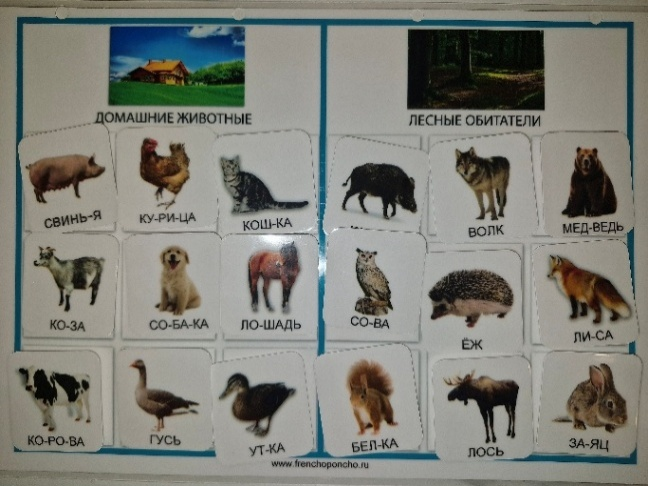 ДОМАШНИЕ ЖИВОТНЫЕ
ЛЕСНЫЕ ОБИТАТЕЛИ
СВИНЬ-Я
КУ-РИ-ЦА
КОШ-КА
ВОЛК
МЕД-ВЕДЬ
КО-ЗА
СО-БА-КА
ЛО-ШАДЬ
СО-ВА
ЁЖ
ЛИ-СА
КО-РО-ВА
ГУСЬ
УТ-КА
БЕЛ-КА
ЛОСЬ
ЗА-ЯЦ
www.frenchoponcho.ru